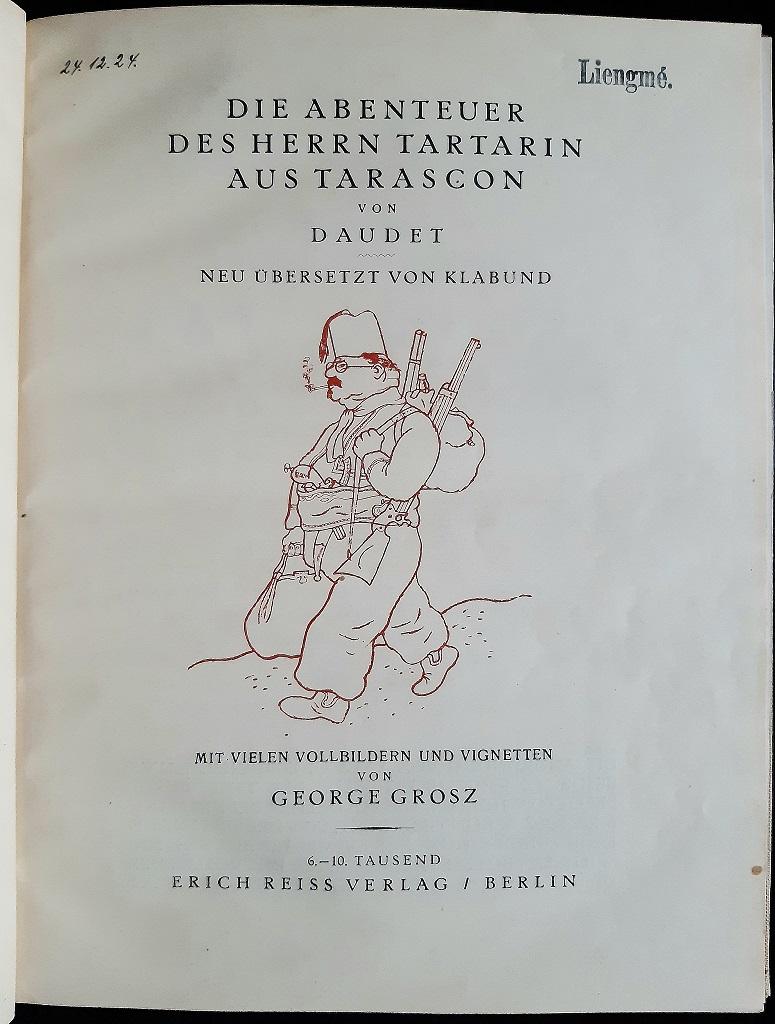 24.12.24.
Liengmé.
DIE ABENTEUER
DES HERRN TARTARIN
AUS TARASCON
VON
DAUDET
NEU ÜBERSETZT VON KLABUND
MIT VIELEN VOLLBILDERN UND VIGNETTEN
VON
GEORGE GROSZ
6.—10. TAUSEND
ERICH REISS VERLAG / BERLIN